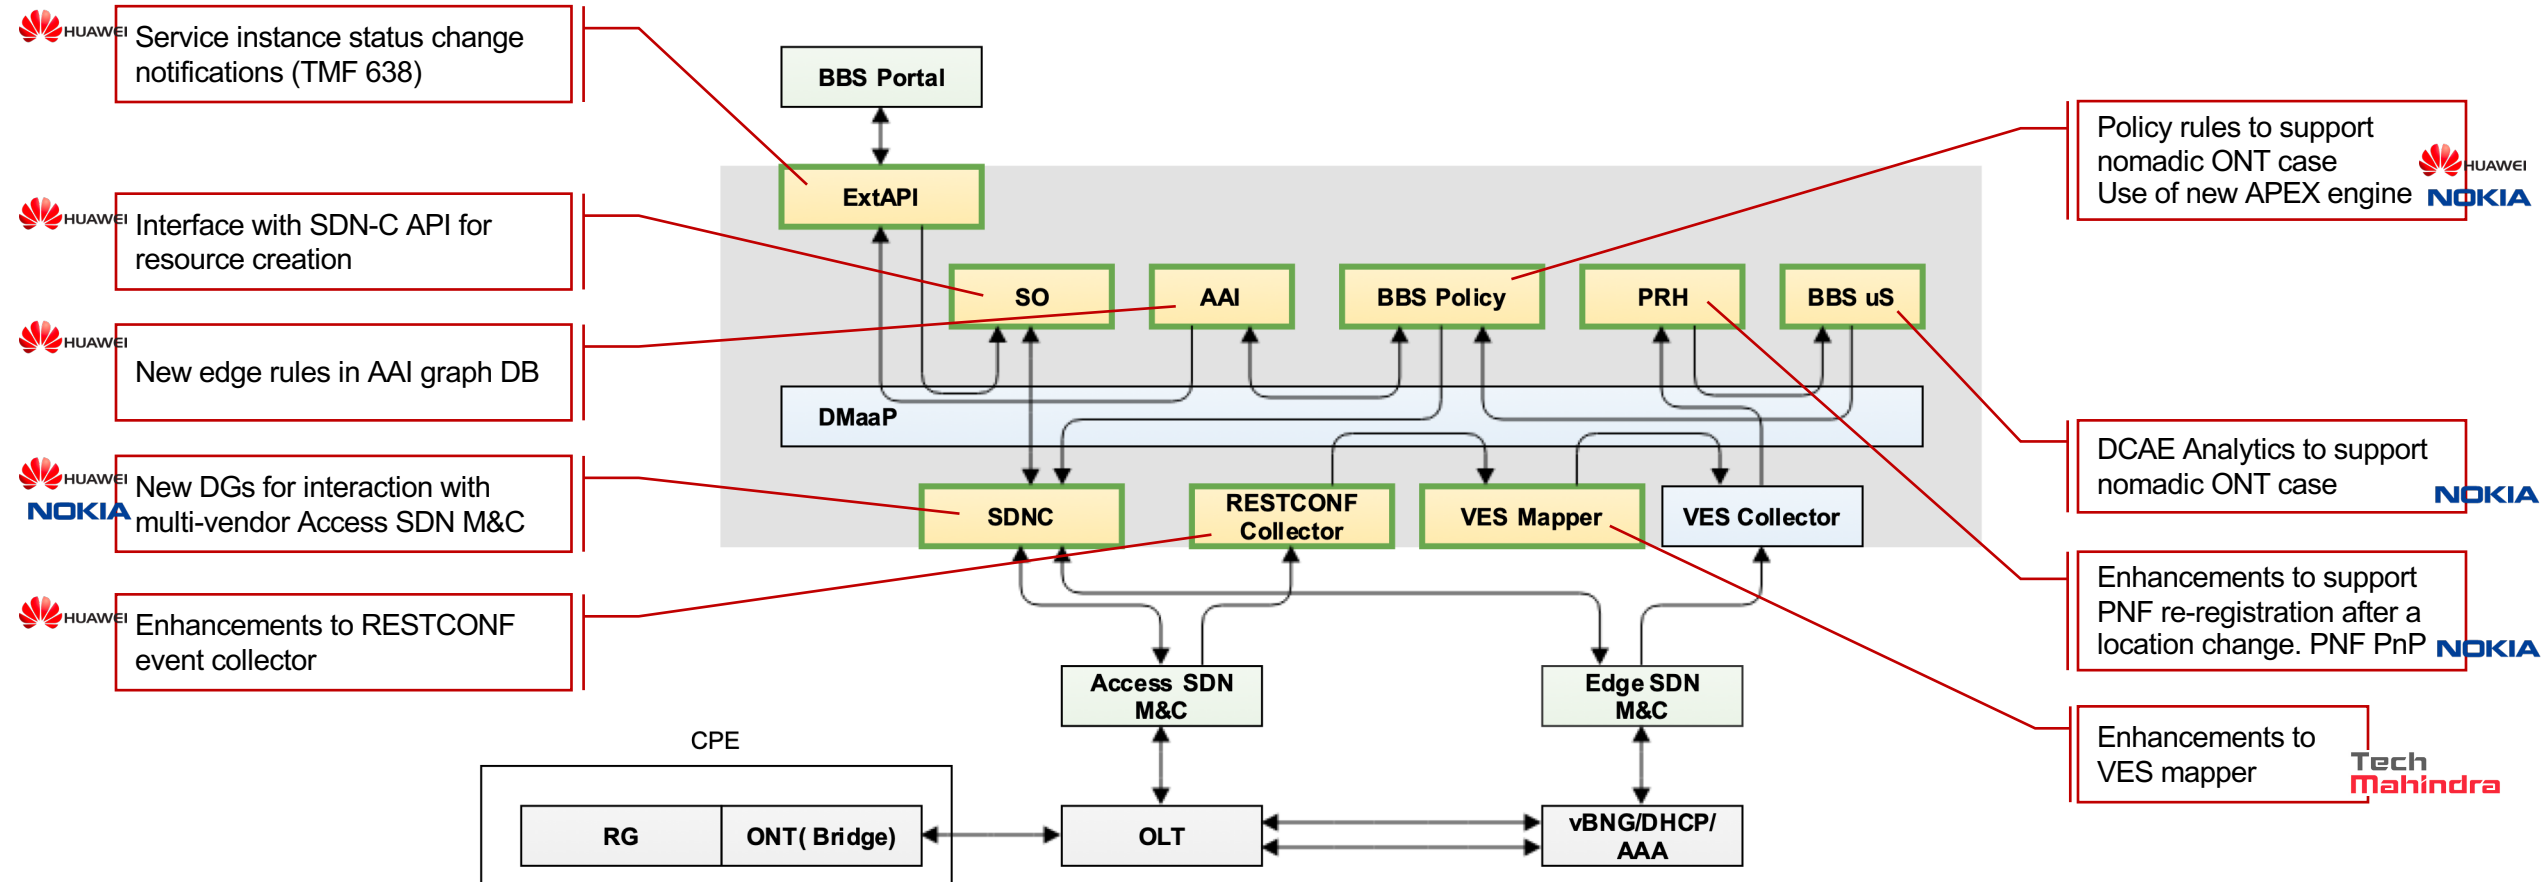 HUAWEI
Service instance status change
notifications (TMF 638)
HUAWEI
Interface with SDN-C API for
resource creation
HUAWEI
New edge rules in AAI graph DB
HUAWEI
NOKIA
New DGs for interaction with
multi-vendor Access SDN M&C
HUAWEI
Enhancements to RESTCONF
event collector
BBS Portal
ExtAPI
SO
AAI
BBS Policy
PRH
BBS uS
DMaaP
SDNC
RESTCONF
Collector
VES Mapper
VES Collector
Access SDN
M&C
Edge SDN
M&C
CPE
RG
ONT( Bridge)
OLT
vBNG/DHCP/
AAA
Policy rules to support
nomadic ONT case
Use of new APEX engine
HUAWEI
NOKIA
DCAE Analytics to support
nomadic ONT case
NOKIA
Enhancements to support
PNF re-registration after a
location change. PNF PnP
NOKIA
Enhancements to
VES mapper
Tech
Mahindra